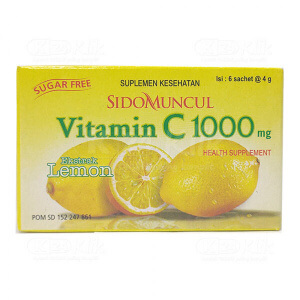 SUGAR FREE
SUPLEMEN KESEHATAN
Isi : 6 sachet @ 4 g
SIDOMUNCUL
Vitamin C 1000 mg
HEALTH SUPPLEMENT
Ekstrak
Lemon
POM SD 152 247 851